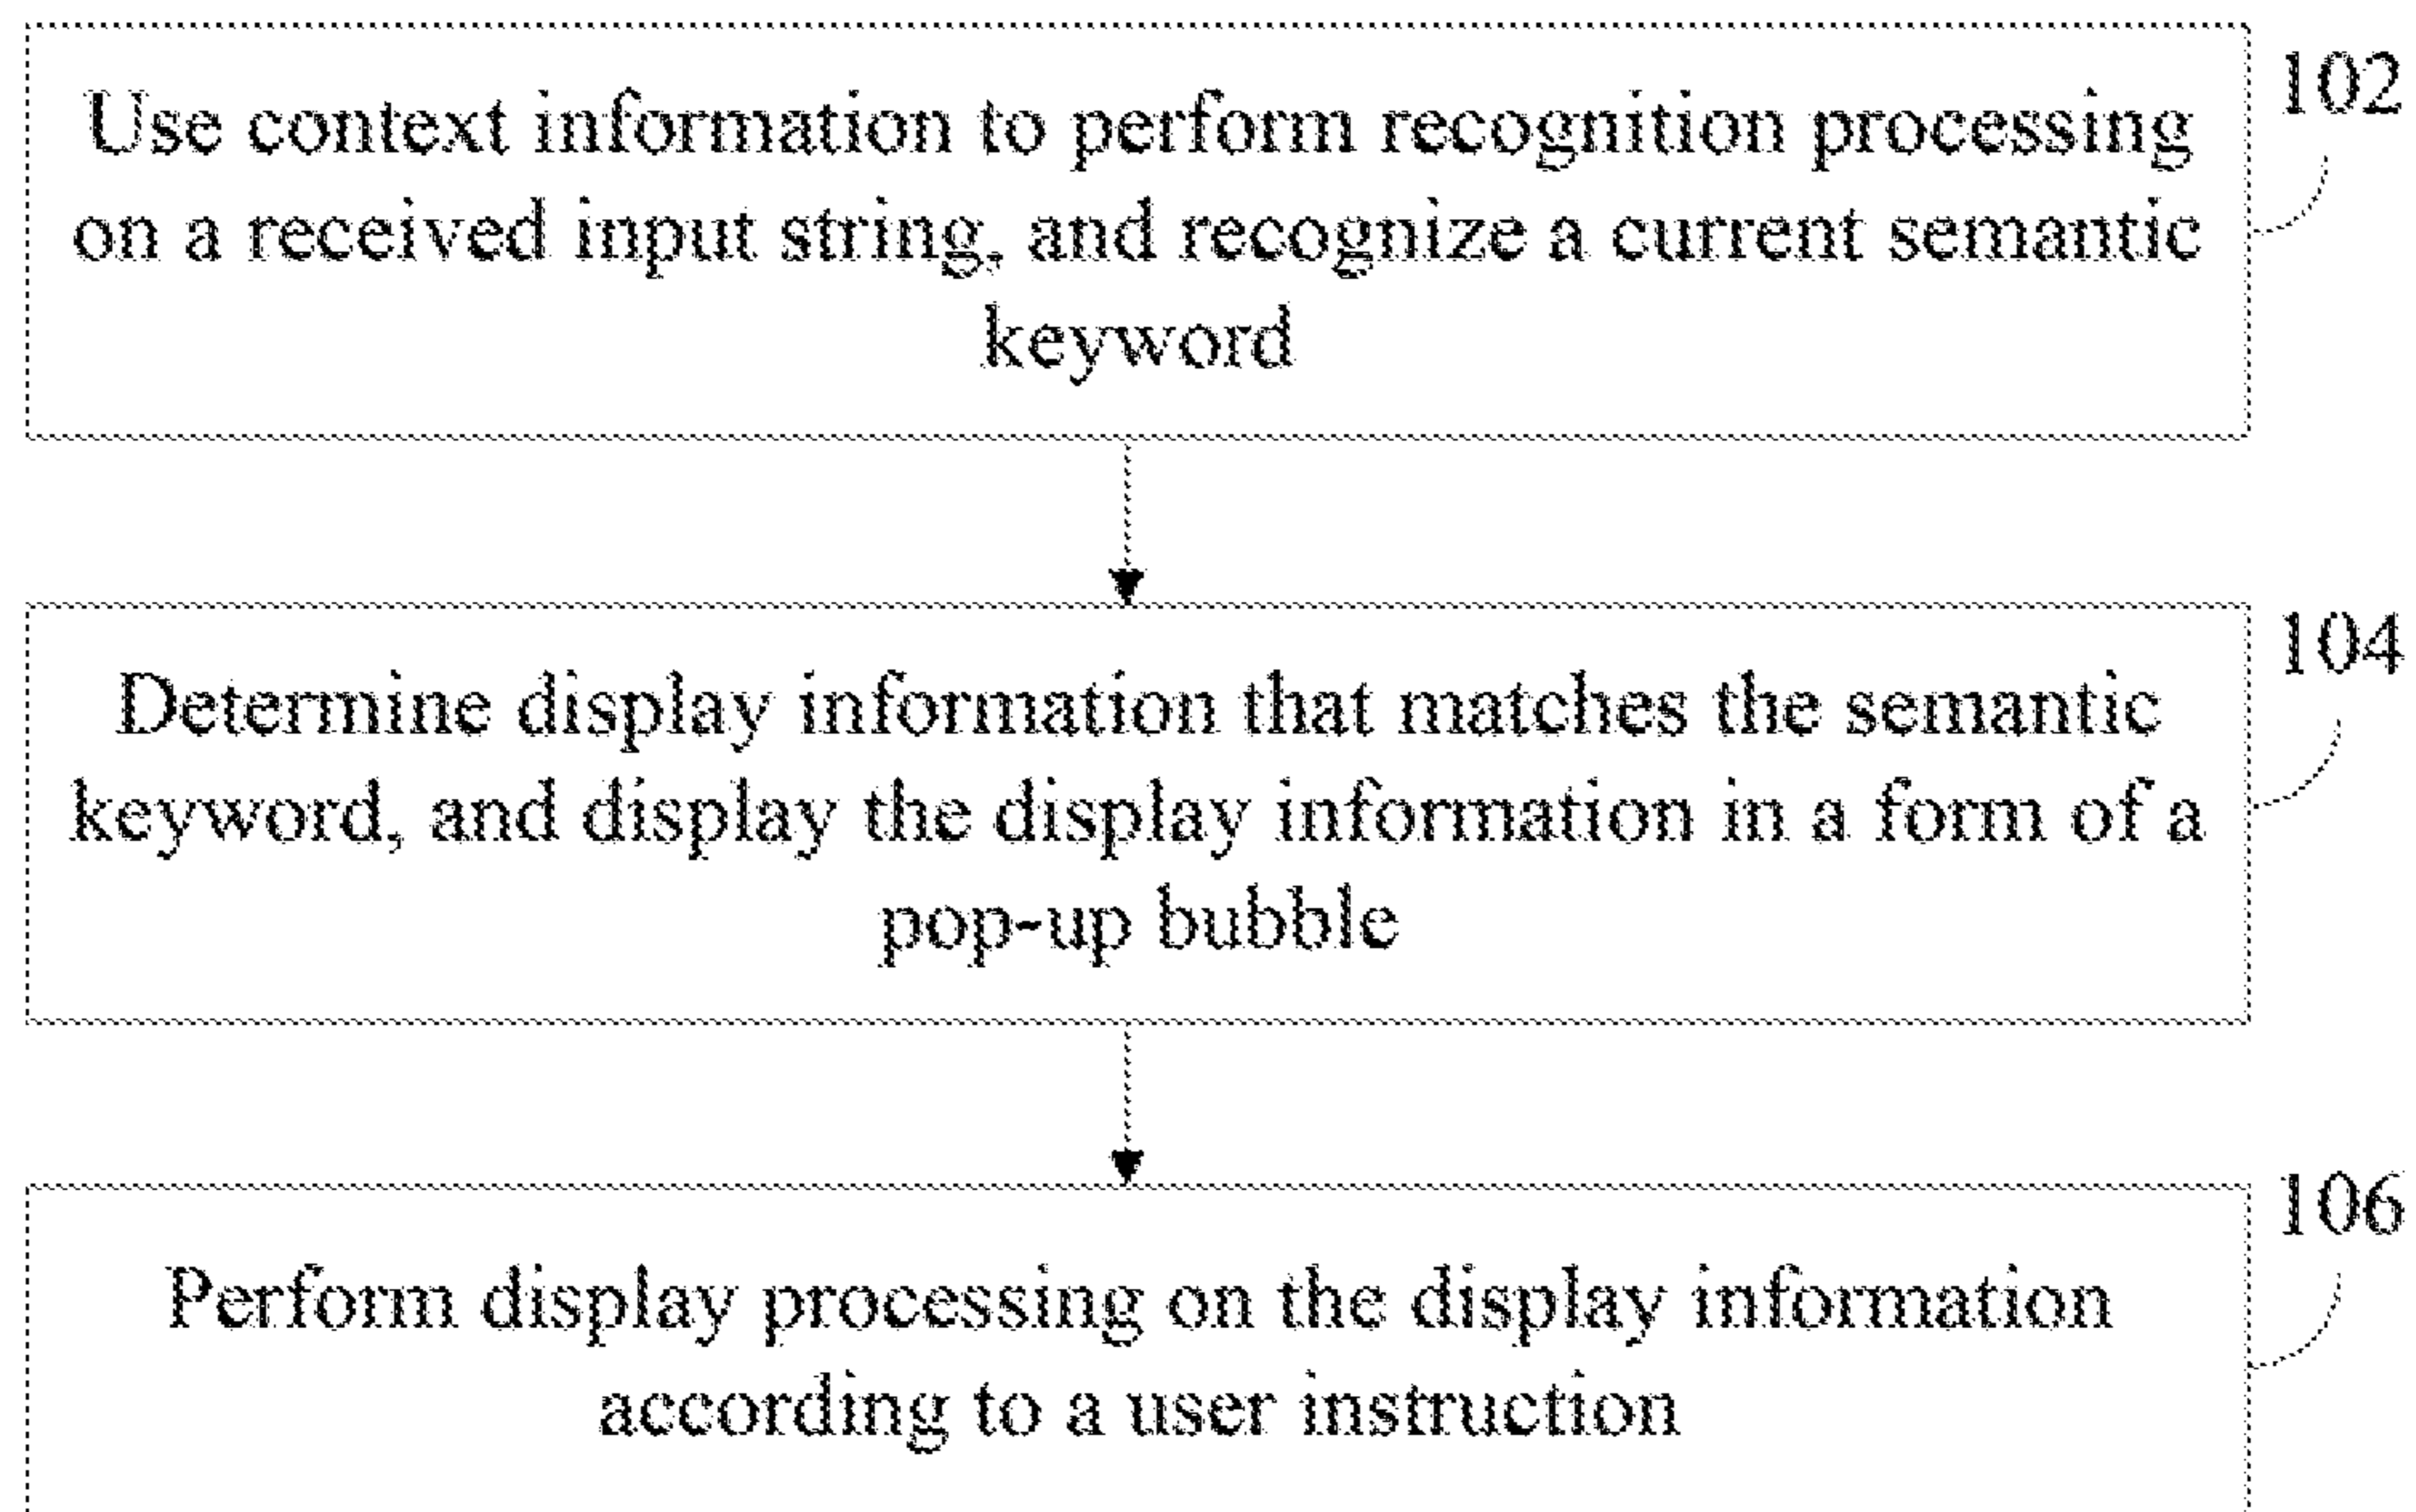 102
Use context information to perform recognition processing
on a received input string, and recognize a current semantic
keyword
104
Determine display information that matches the semantic
keyword, and display the display information in a form of a
pop-up bubble
106
Perform display processing on the display information
according to a user instruction